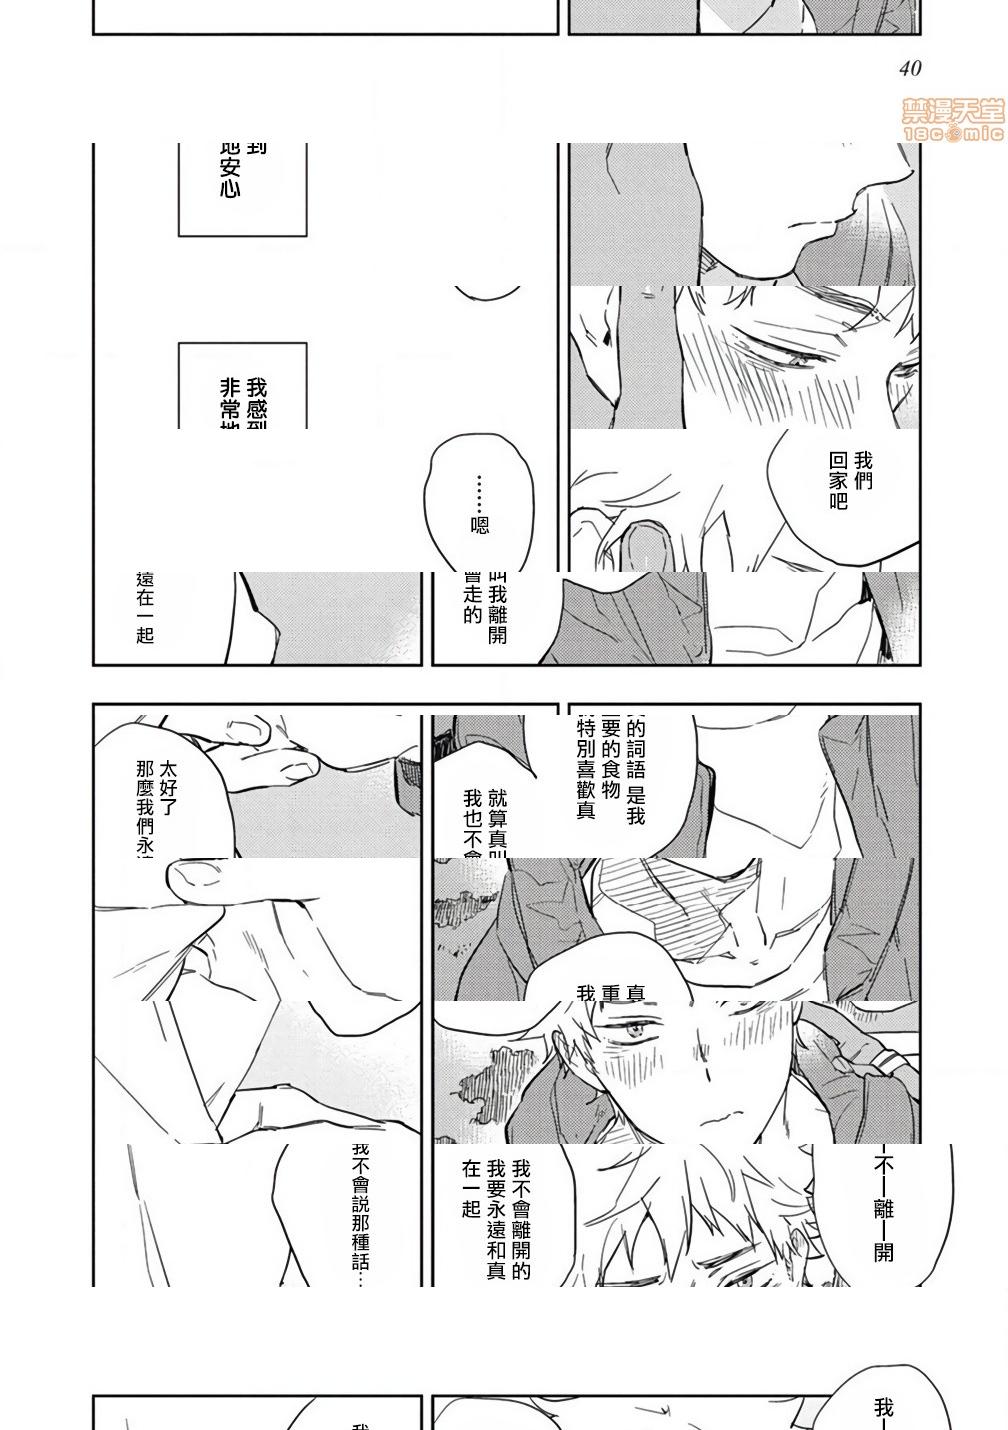 40
禁漫天堂
18comic
到
地安心
我感到
非常地
我們
回家吧
……嗯
叫我離開
會走的
遠在一起
的詞語 是我
要的食物
特別喜歡真
就算真叫
我也不會
太好了
那麼我們永遠
真
重
我
不—離—開
我不會離開的
我要永遠和真
在一起
我不會説那種話…
我—
我